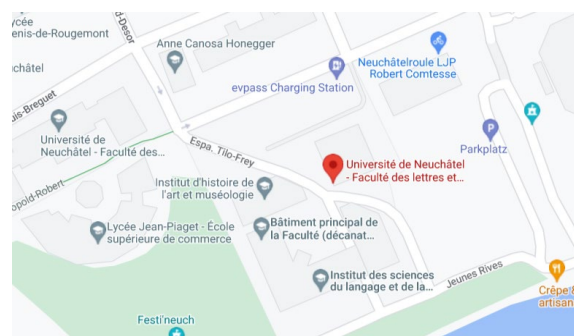 ycée
enis-de-Rougemont
d-Desor
Anne Canosa Honegger
Neuchâtelroule LJP
Robert Comtesse
châtel
evpass Charging Station
uis-Breguet
Université de
Neuchâtel - Faculté des...
Espa. Tilo-Frey
Parkplatz
Université de Neuchâtel
- Faculté des lettres et...
Institut d'histoire de
l'art et muséologie
opold-Robert
Lycée Jean-Piaget - École
supérieure de commerce
Bâtiment principal de
la Faculté (décanat...
Institut des sciences
du langage et de la...
Jeunes Rives
Crêpe &
artisan
Festi'neuch
P